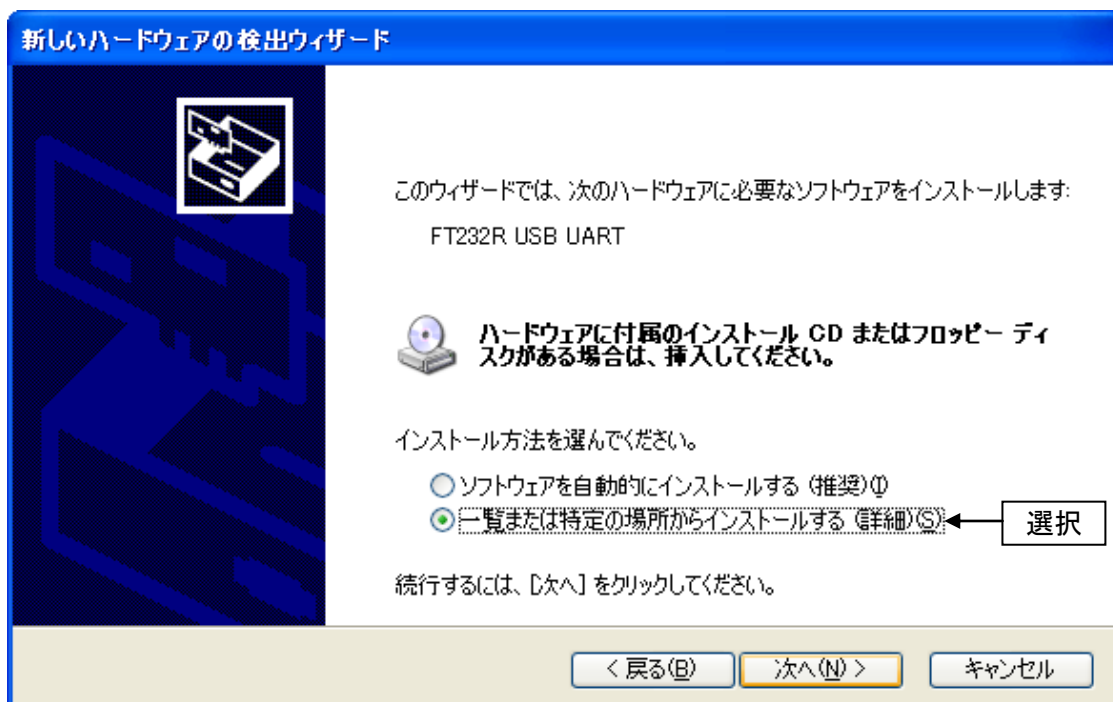 新しいハードウェアの検出ウィザード
このウィザードでは、次のハードウェアに必要なソフトウェアをインストールします:
FT232R USB UART
ハードウェアに付属のインストール CD またはフロッピー ディ
スクがある場合は、挿入してください。
インストール方法を選んでください。
ソフトウェアを自動的にインストールする (推奨)(I)
一覧または特定の場所からインストールする (詳細)(S)
選択
続行するには、[次へ] をクリックしてください。
< 戻る(B)
次へ(N) >
キャンセル